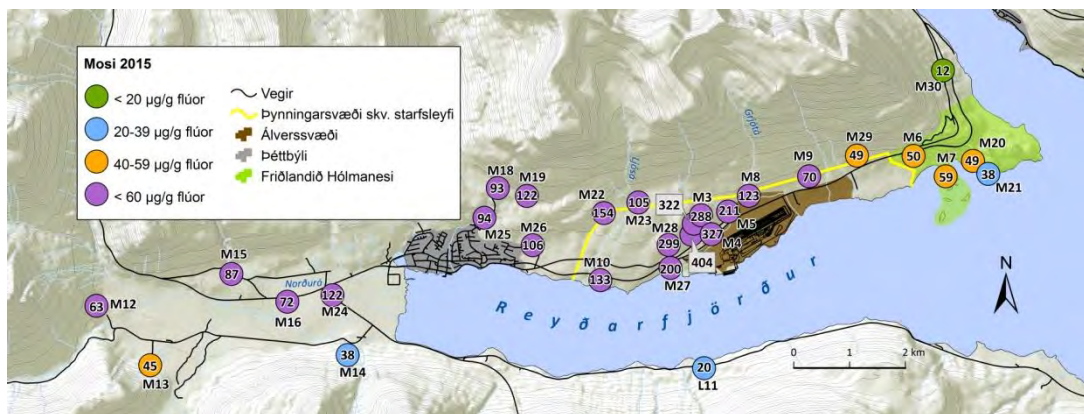 Mosi 2015
< 20 µg/g flúor
20-39 µg/g flúor
40-59 µg/g flúor
< 60 µg/g flúor
Vegir
Þynningarsvæði skv. starfsleyfi
Álverssvæði
Þéttbýli
Friðlandið Hólmanesi
12
M30
M29
49
M6
50
M20
49
M7
59
38
M21
M9
70
Grjótá
M8
123
M18
93
M19
122
94
M25
M22
154
105
M23
322
M3
288
211
M5
M28
299
327
M4
404
M26
106
M10
133
200
M27
M15
87
Norðurá
72
M16
122
M24
63
M12
45
M13
38
M14
Reyðarfjörður
20
L11
N
0 1 2 km